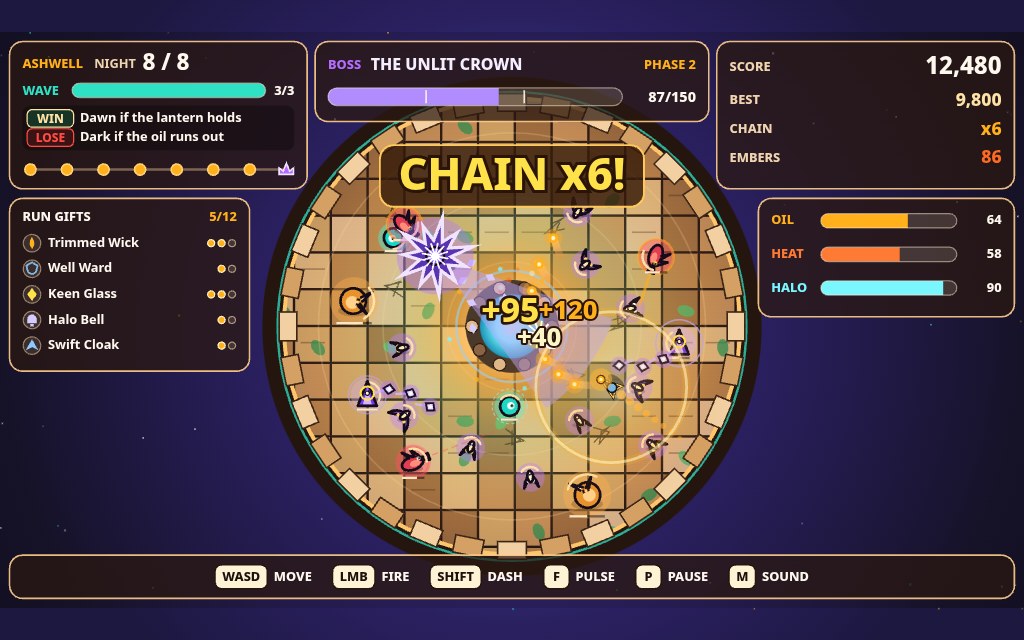 ASHWELL NIGHT 8 / 8
WAVE 3/3
WIN Dawn if the lantern holds
LOSE Dark if the oil runs out
BOSS THE UNLIT CROWN PHASE 2
87/150
SCORE 12,480
BEST 9,800
CHAIN x6
EMBERS 86
CHAIN x6!
RUN GIFTS 5/12
Trimmed Wick
Well Ward
Keen Glass
Halo Bell
Swift Cloak
OIL 64
HEAT 58
HALO 90
+95 +120
+40
WASD MOVE LMB FIRE SHIFT DASH F PULSE P PAUSE M SOUND